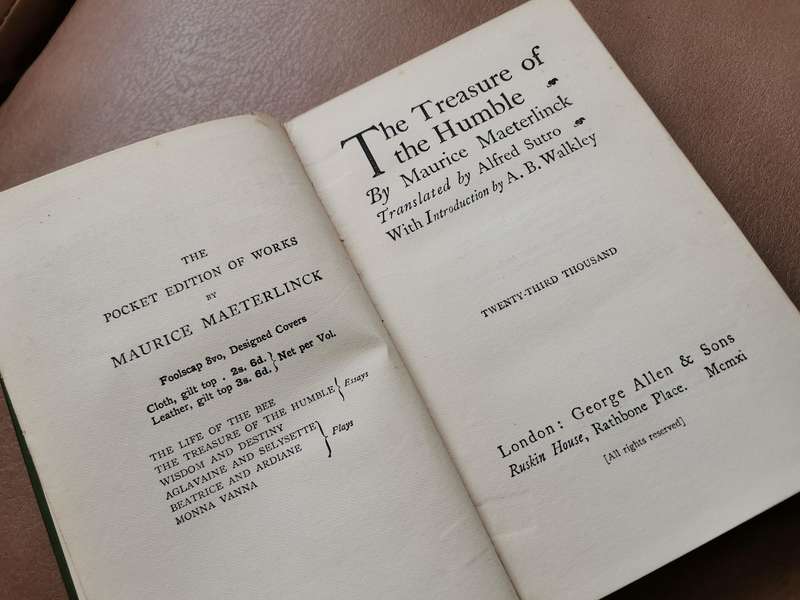 THE
POCKET EDITION OF WORKS
BY
MAURICE MAETERLINCK
Foolscap 8vo, Designed Covers
Cloth, gilt top : 2s. 6d. } Net per Vol.
Leather, gilt top 3s. 6d.
THE LIFE OF THE BEE
THE TREASURE OF THE HUMBLE } Essays
WISDOM AND DESTINY
AGLAVAINE AND SELYSETTE
BEATRICE AND ARDIANE } Plays
MONNA VANNA
The Treasure of
the Humble
By Maurice Maeterlinck
Translated by Alfred Sutro
With Introduction by A. B. Walkley
TWENTY-THIRD THOUSAND
London: George Allen & Sons
Ruskin House, Rathbone Place. Mcmxi
[All rights reserved]